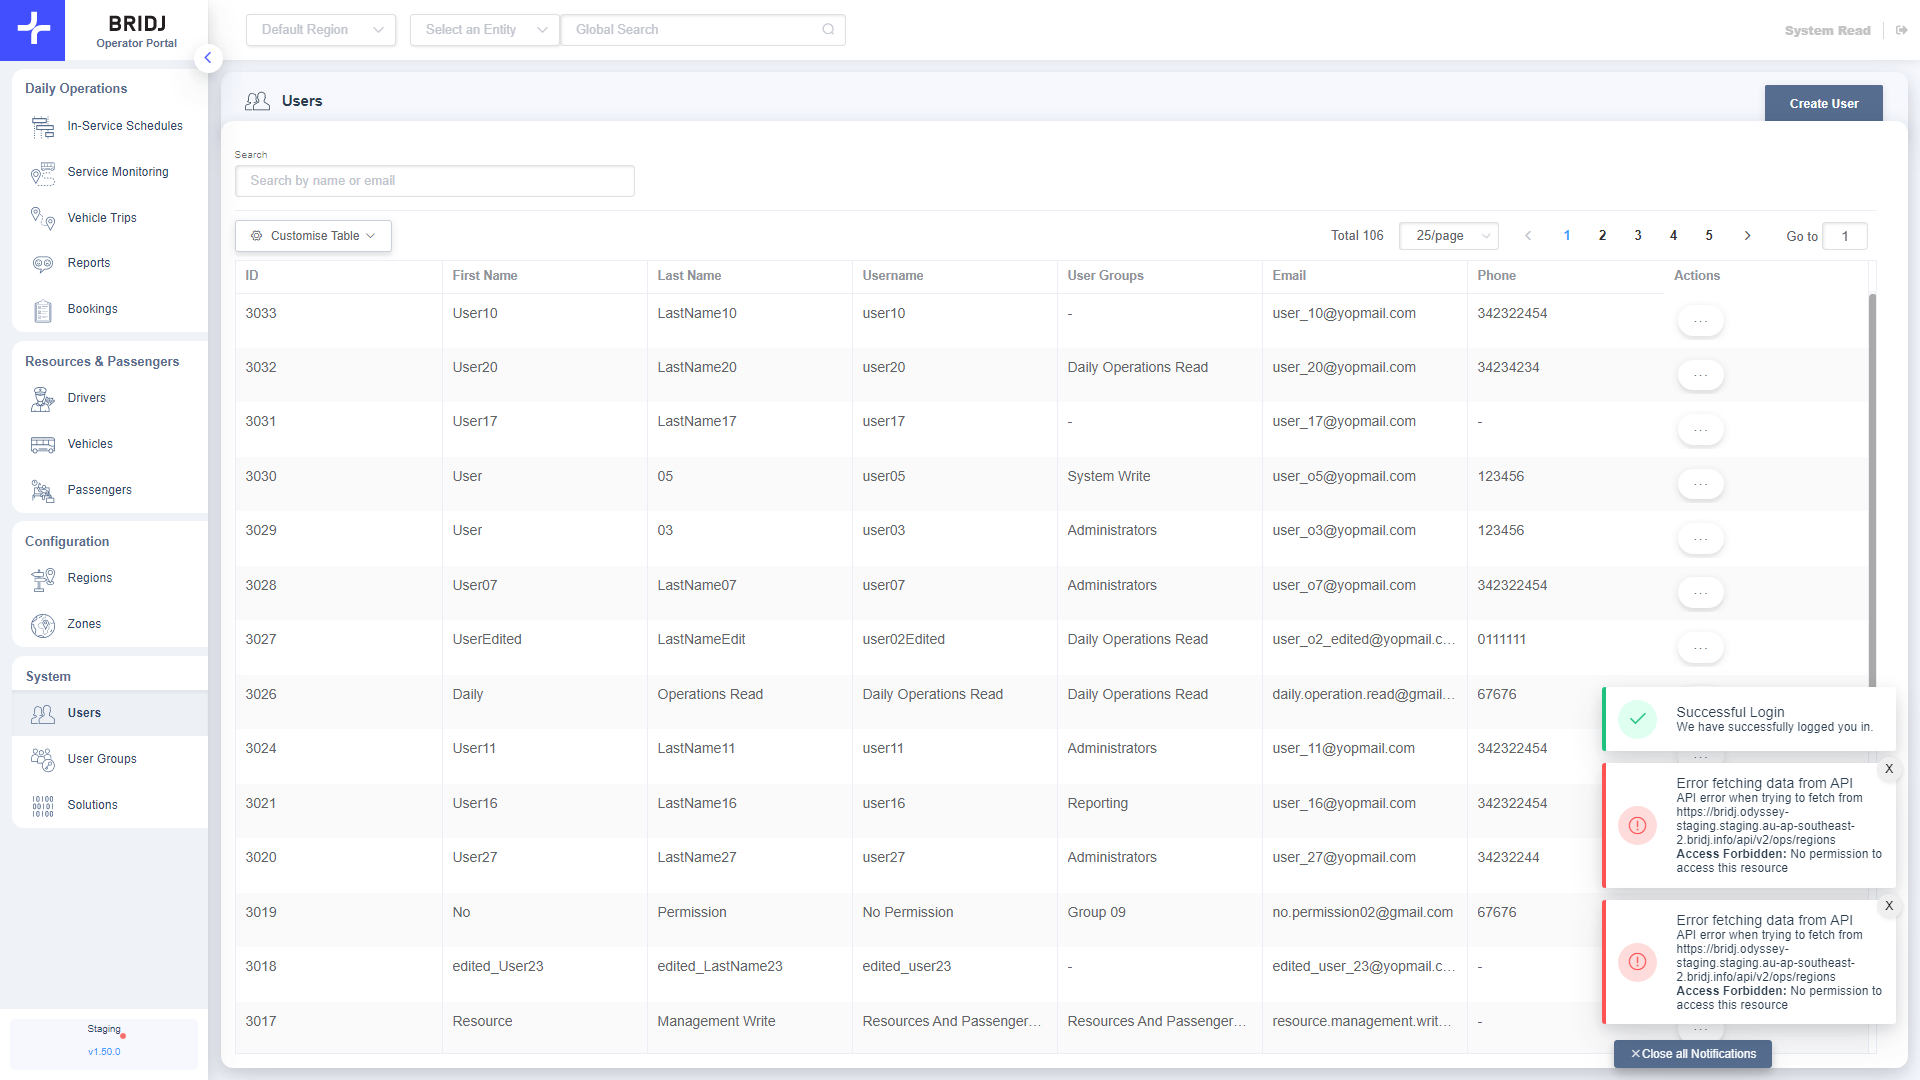 BRIDJ
Operator Portal
Default Region
Select an Entity
Global Search
System Read
Daily Operations
In-Service Schedules
Service Monitoring
Vehicle Trips
Reports
Bookings
Resources & Passengers
Drivers
Vehicles
Passengers
Configuration
Regions
Zones
System
Users
User Groups
Solutions
Staging
v1.50.0
Users
Create User
Search
Search by name or email
Customise Table
Total 106 25/page 1 2 3 4 5 Go to 1
ID First Name Last Name Username User Groups Email Phone Actions
3033 User10 LastName10 user10 - user_10@yopmail.com 342322454 ...
3032 User20 LastName20 user20 Daily Operations Read user_20@yopmail.com 34234234 ...
3031 User17 LastName17 user17 - user_17@yopmail.com - ...
3030 User 05 user05 System Write user_o5@yopmail.com 123456 ...
3029 User 03 user03 Administrators user_o3@yopmail.com 123456 ...
3028 User07 LastName07 user07 Administrators user_o7@yopmail.com 342322454 ...
3027 UserEdited LastNameEdit user02Edited Daily Operations Read user_o2_edited@yopmail.c... 0111111 ...
3026 Daily Operations Read Daily Operations Read Daily Operations Read daily.operation.read@gmail... 67676
3024 User11 LastName11 user11 Administrators user_11@yopmail.com 342322454 ...
3021 User16 LastName16 user16 Reporting user_16@yopmail.com 342322454
3020 User27 LastName27 user27 Administrators user_27@yopmail.com 34232244
3019 No Permission No Permission Group 09 no.permission02@gmail.com 67676
3018 edited_User23 edited_LastName23 edited_user23 - edited_user_23@yopmail.c... -
3017 Resource Management Write Resources And Passenger... Resources And Passenger... resource.management.writ... - ...
Successful Login
We have successfully logged you in.
X
Error fetching data from API
API error when trying to fetch from
https://bridj.odyssey-
staging.staging.au-ap-southeast-
2.bridj.info/api/v2/ops/regions
Access Forbidden: No permission to
access this resource
X
Error fetching data from API
API error when trying to fetch from
https://bridj.odyssey-
staging.staging.au-ap-southeast-
2.bridj.info/api/v2/ops/regions
Access Forbidden: No permission to
access this resource
×Close all Notifications